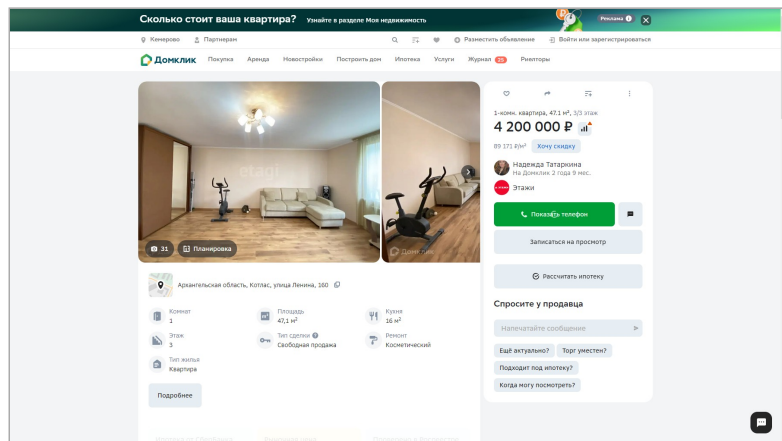 Сколько стоит ваша квартира? Узнайте в разделе Моя недвижимость
Реклама
Кемерово Партнерам Разместить объявление Войти или зарегистрироваться
Домклик Покупка Аренда Новостройки Построить дом Ипотека Услуги Журнал 25 Риелторы
etagi
31 Планировка
Домклик
1-комн. квартира, 47.1 м², 3/3 этаж
4 200 000 ₽
89 171 ₽/м² Хочу скидку
Надежда Татаркина
На Домклик 2 года 9 мес.
Этажи
Показать телефон
Записаться на просмотр
Рассчитать ипотеку
Спросите у продавца
Напечатайте сообщение
Ещё актуально? Торг уместен?
Подходит под ипотеку?
Когда могу посмотреть?
Архангельская область, Котлас, улица Ленина, 160
Комнат
1
Площадь
47,1 м²
Кухня
16 м²
Этаж
3
Тип сделки
Свободная продажа
Ремонт
Косметический
Тип жилья
Квартира
Подробнее